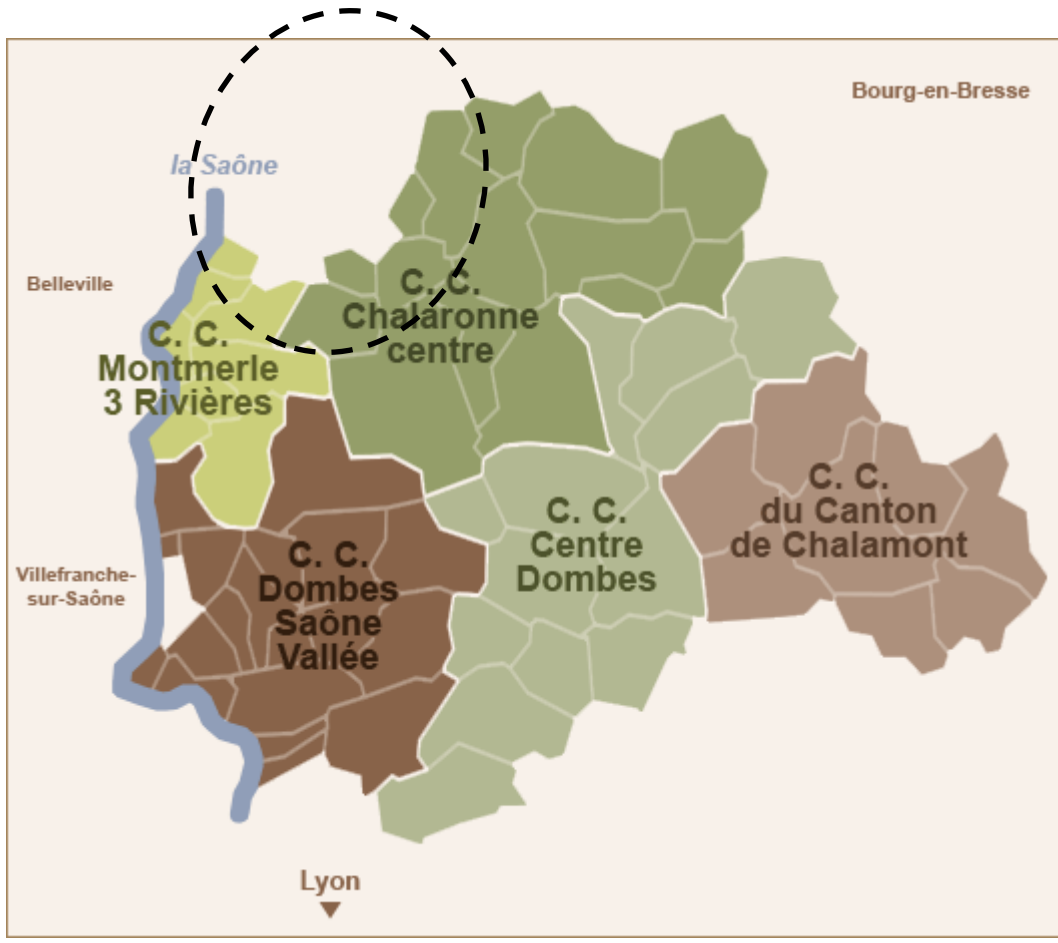 Bourg-en-Bresse
la Saône
Belleville
C. C.
Chalaronne
centre
C. C.
Montmerle
3 Rivières
C. C.
du Canton
de Chalamont
C. C.
Centre
Dombes
C. C.
Dombes
Saône
Vallée
Villefranche-
sur-Saône
Lyon